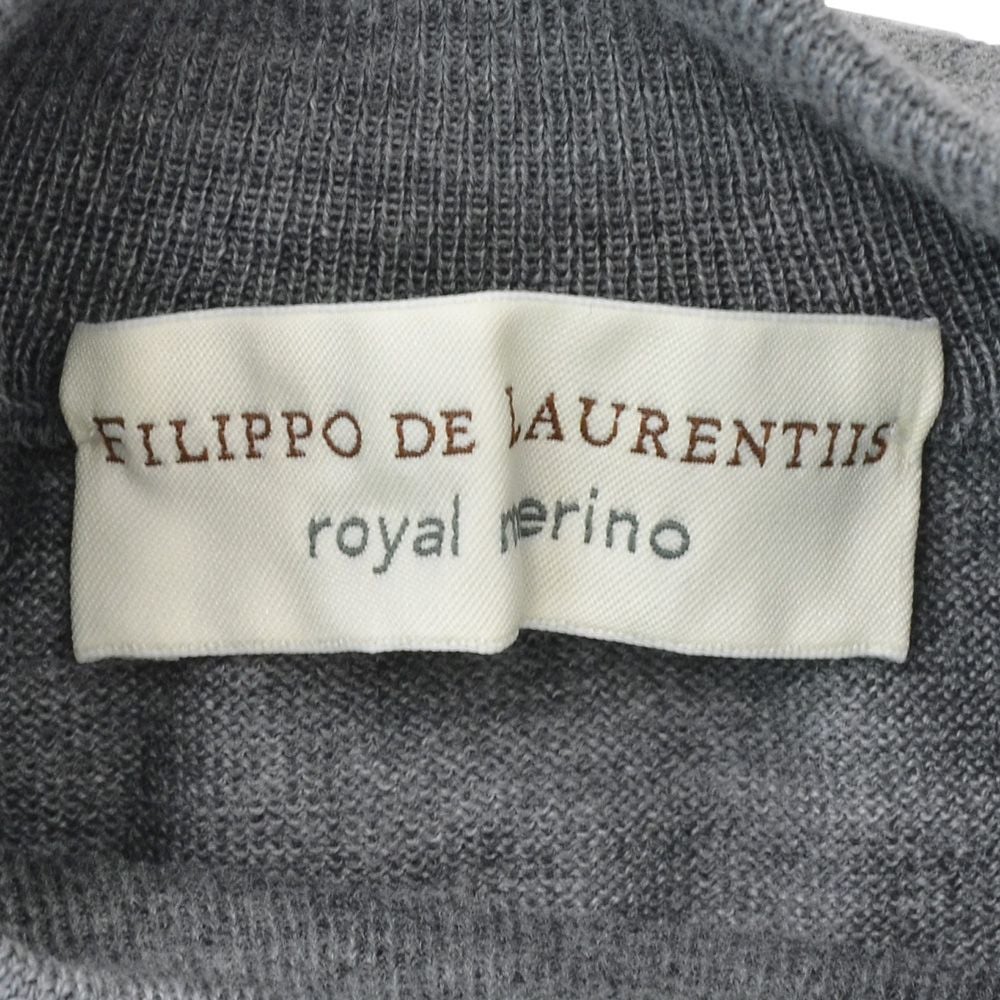 FILIPPO DE LAURENTIIS
royal merino